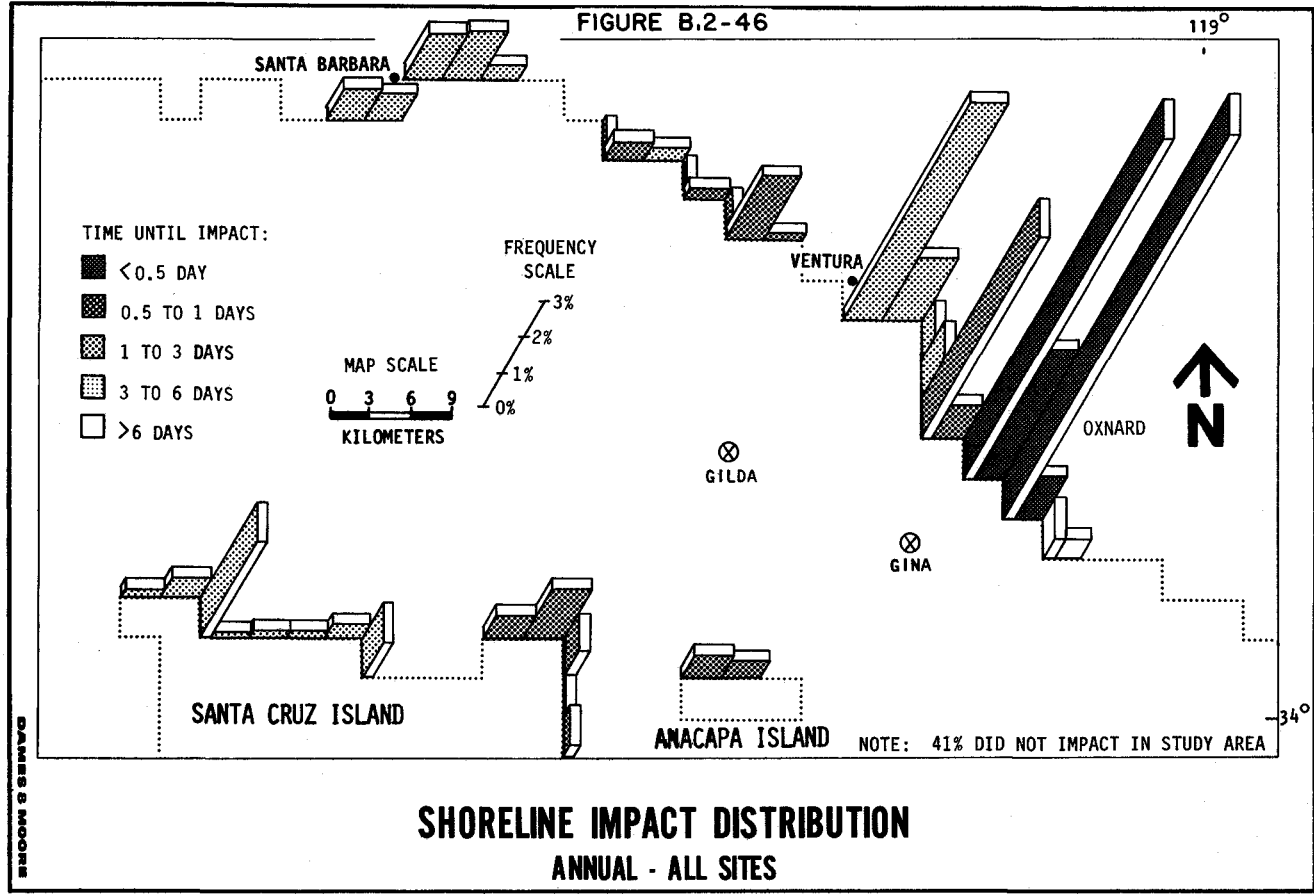 FIGURE B.2-46
119°
SANTA BARBARA
TIME UNTIL IMPACT:
<0.5 DAY
0.5 TO 1 DAYS
1 TO 3 DAYS
3 TO 6 DAYS
>6 DAYS
FREQUENCY
SCALE
3%
2%
1%
0%
MAP SCALE
0 3 6 9
KILOMETERS
VENTURA
OXNARD
N
GILDA
GINA
SANTA CRUZ ISLAND
ANACAPA ISLAND
34°
NOTE: 41% DID NOT IMPACT IN STUDY AREA
DAMES & MOORE
SHORELINE IMPACT DISTRIBUTION
ANNUAL - ALL SITES